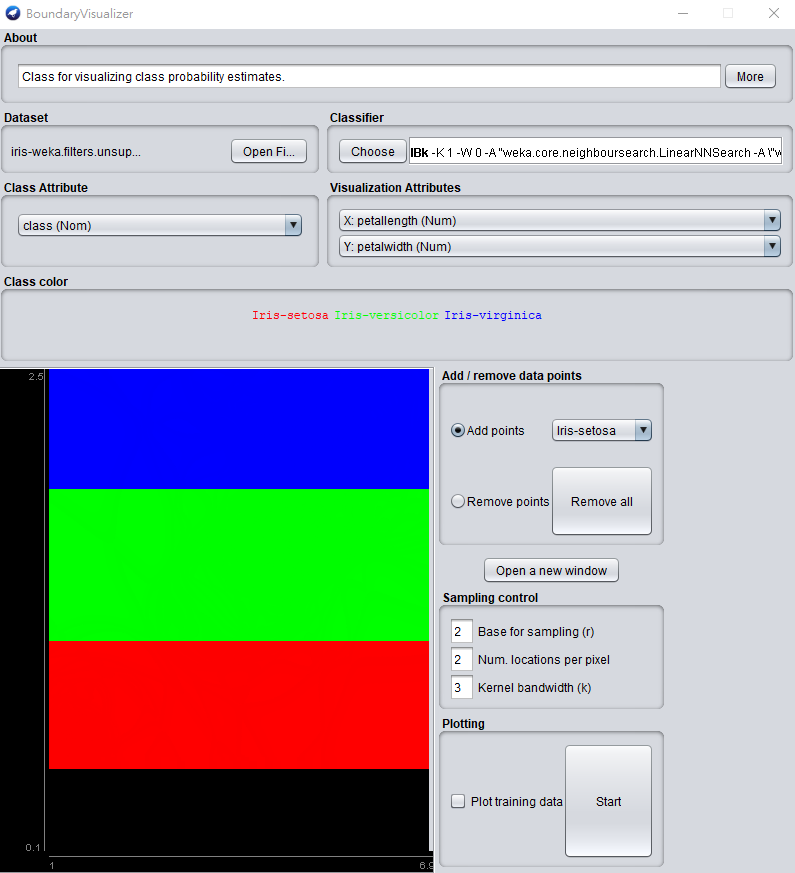 BoundaryVisualizer
About
Class for visualizing class probability estimates.
More
Dataset
Classifier
iris-weka.filters.unsup...
Open Fi...
Choose
IBk -K 1 -W 0 -A "weka.core.neighboursearch.LinearNNSearch -A \"w
Class Attribute
Visualization Attributes
class (Nom)
X: petallength (Num)
Y: petalwidth (Num)
Class color
Iris-setosa Iris-versicolor Iris-virginica
2.5
0.1
1
6.9
Add / remove data points
Add points
Iris-setosa
Remove points
Remove all
Open a new window
Sampling control
2 Base for sampling (r)
2 Num. locations per pixel
3 Kernel bandwidth (k)
Plotting
Plot training data
Start